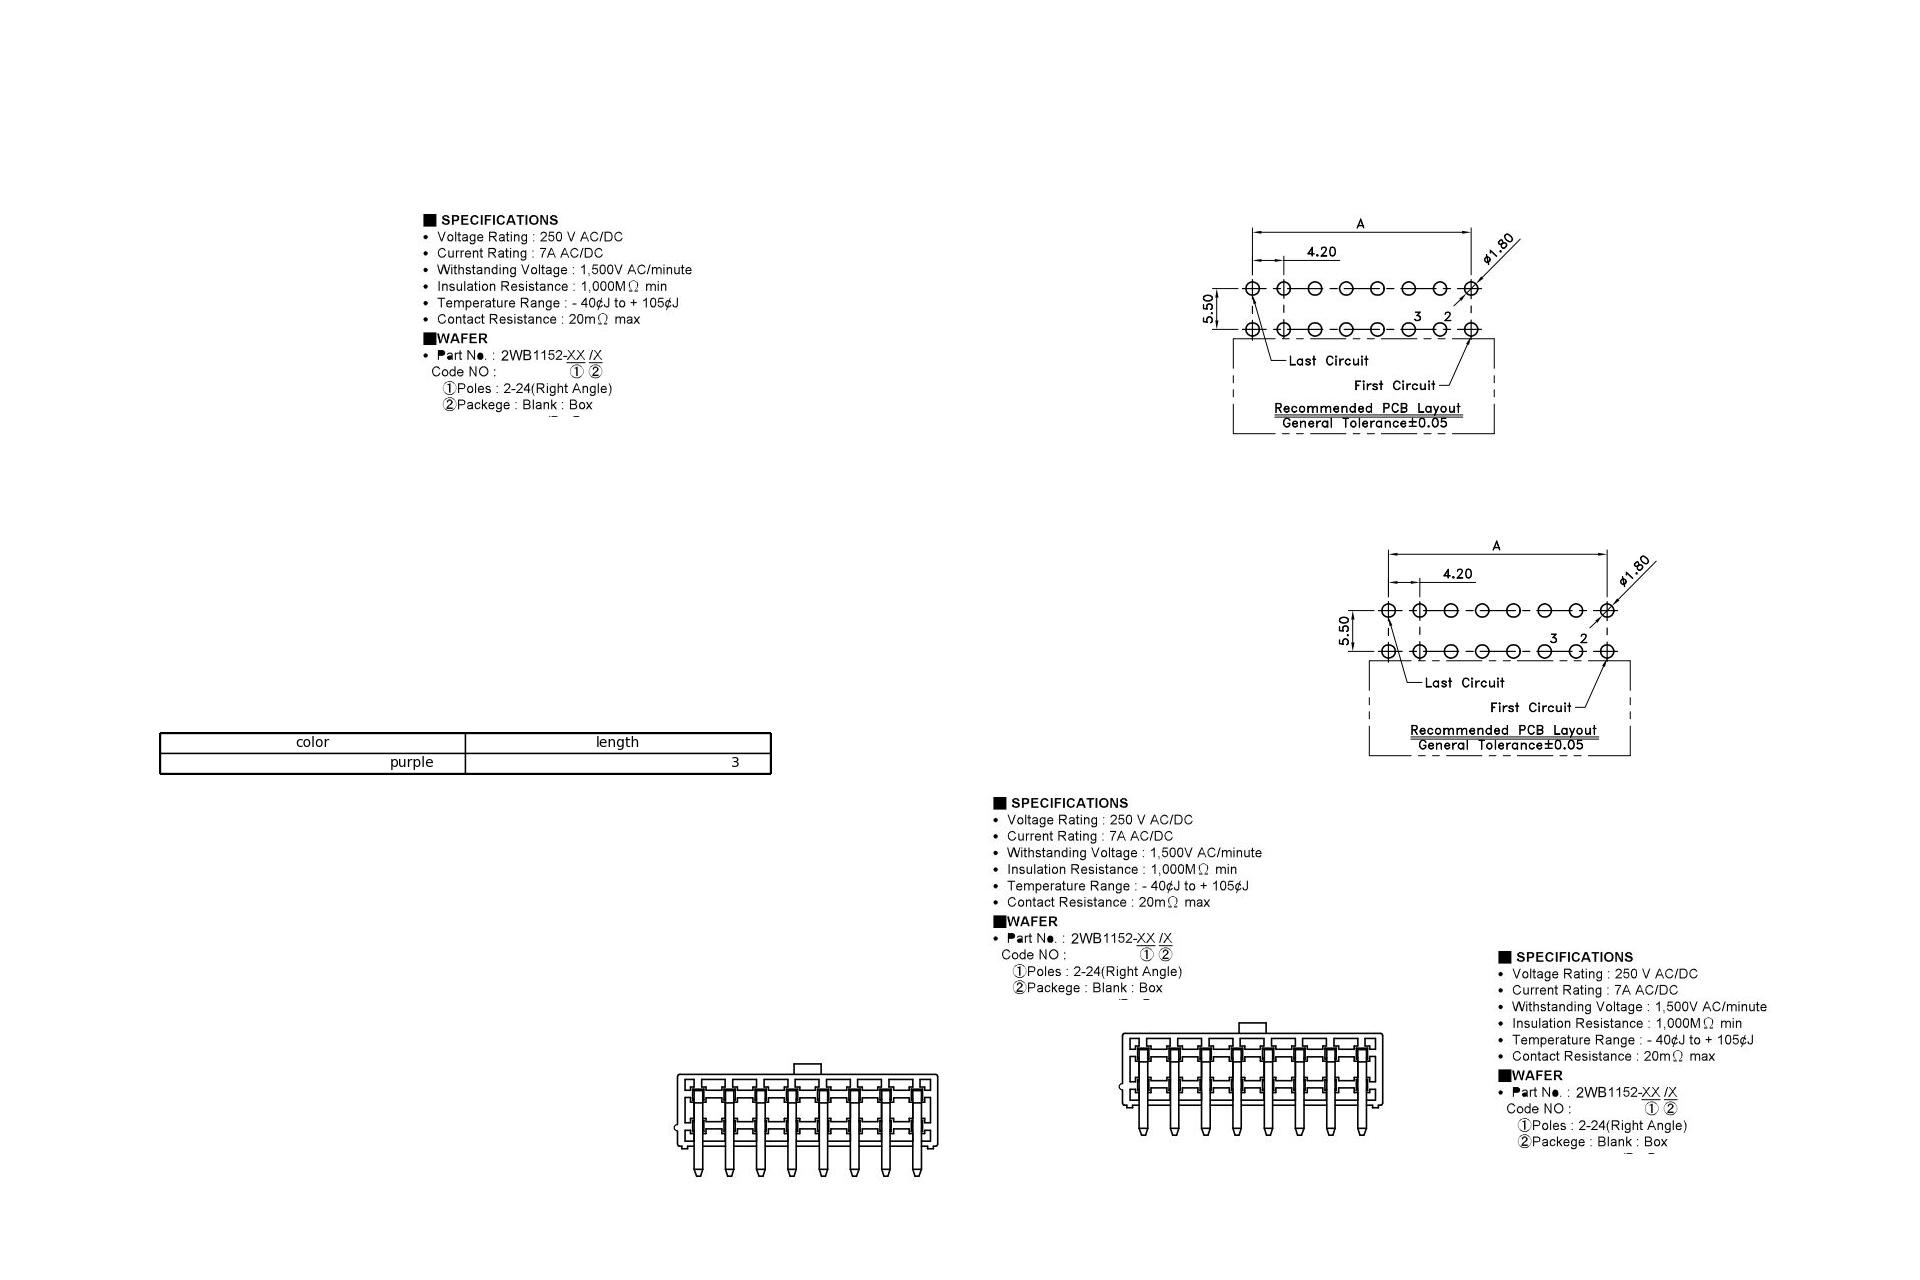 ■ SPECIFICATIONS
• Voltage Rating : 250 V AC/DC
• Current Rating : 7A AC/DC
• Withstanding Voltage : 1,500V AC/minute
• Insulation Resistance : 1,000MΩ min
• Temperature Range : - 40¢J to + 105¢J
• Contact Resistance : 20mΩ max
■WAFER
• Part No. : 2WB1152-XX /X
Code NO : ① ②
①Poles : 2-24(Right Angle)
②Packege : Blank : Box
A
4.20
ø1.80
5.50
3 2
Last Circuit
First Circuit
Recommended PCB Layout
General Tolerance±0.05
A
4.20
ø1.80
5.50
3 2
Last Circuit
First Circuit
Recommended PCB Layout
General Tolerance±0.05
color length
purple 3
■ SPECIFICATIONS
• Voltage Rating : 250 V AC/DC
• Current Rating : 7A AC/DC
• Withstanding Voltage : 1,500V AC/minute
• Insulation Resistance : 1,000MΩ min
• Temperature Range : - 40¢J to + 105¢J
• Contact Resistance : 20mΩ max
■WAFER
• Part No. : 2WB1152-XX /X
Code NO : ① ②
①Poles : 2-24(Right Angle)
②Packege : Blank : Box
■ SPECIFICATIONS
• Voltage Rating : 250 V AC/DC
• Current Rating : 7A AC/DC
• Withstanding Voltage : 1,500V AC/minute
• Insulation Resistance : 1,000MΩ min
• Temperature Range : - 40¢J to + 105¢J
• Contact Resistance : 20mΩ max
■WAFER
• Part No. : 2WB1152-XX /X
Code NO : ① ②
①Poles : 2-24(Right Angle)
②Packege : Blank : Box